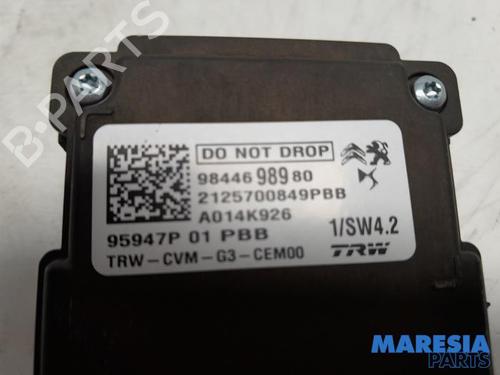 DO NOT DROP
98446 989 80
2125700849PBB
A014K926
95947P 01 PBB
1/SW4.2
TRW-CVM-G3-CEM00
TRW
B-PARTS
MARESIA
PARTS